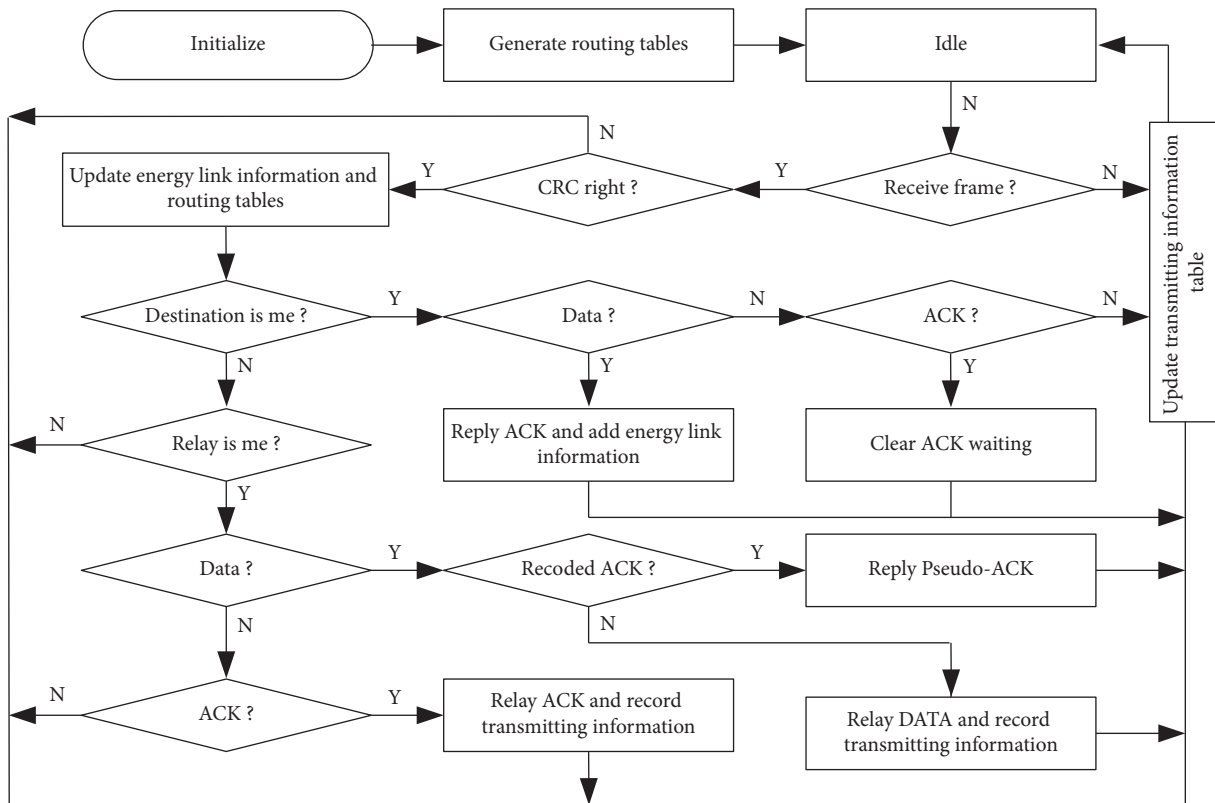 Initialize
Generate routing tables
Idle
N
N
Update energy link information and
routing tables
Y
CRC right ?
Y
Receive frame ?
N
Update transmitting information
table
Destination is me ?
Y
Data ?
N
ACK ?
N
N
Y
Y
N
Relay is me ?
Reply ACK and add energy link
information
Clear ACK waiting
Y
Data ?
Y
Recoded ACK ?
Y
Reply Pseudo-ACK
N
N
N
ACK ?
Y
Relay ACK and record
transmitting information
Relay DATA and record
transmitting information